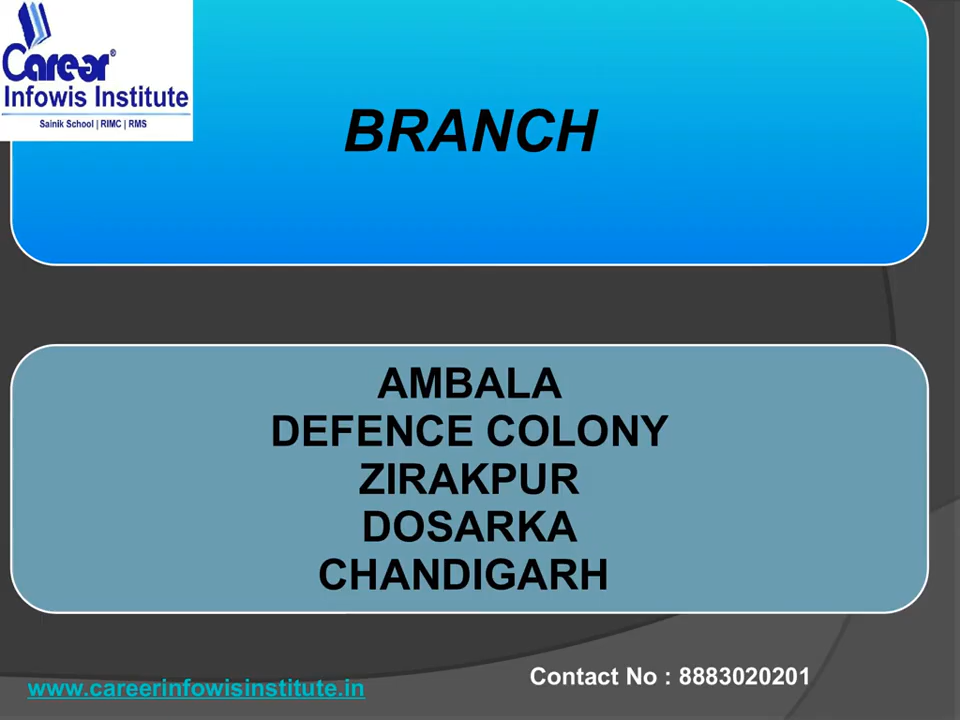 Carear®
Infowis Institute
Sainik School | RIMC | RMS
BRANCH
AMBALA
DEFENCE COLONY
ZIRAKPUR
DOSARKA
CHANDIGARH
www.careerinfowisinstitute.in
Contact No : 8883020201